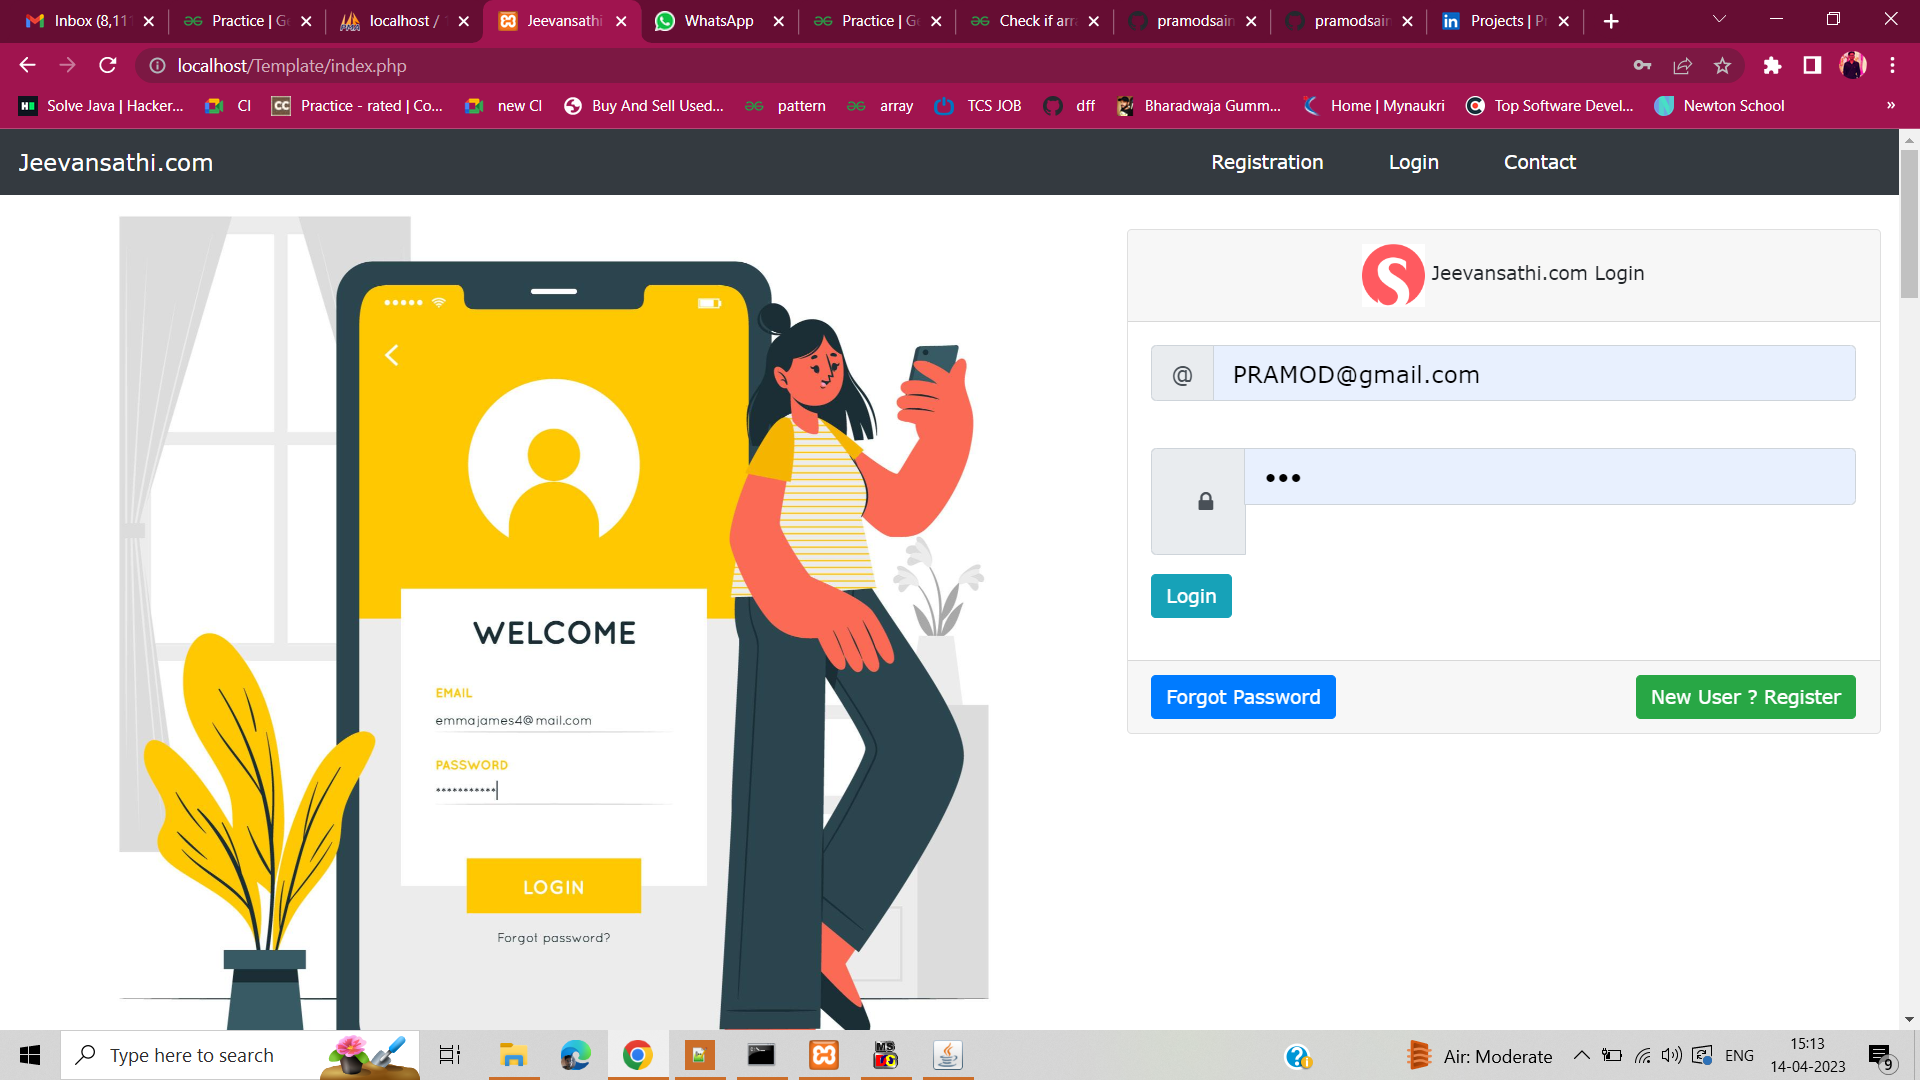 Inbox (8,11
Practice | G
localhost /
Jeevansathi
WhatsApp
Practice | G
Check if arr
pramodsain
pramodsain
Projects | P
localhost/Template/index.php
Solve Java | Hacker...
CI
Practice - rated | Co...
new CI
Buy And Sell Used...
pattern
array
TCS JOB
dff
Bharadwaja Gumm...
Home | Mynaukri
Top Software Devel...
Newton School
»
Jeevansathi.com
Registration
Login
Contact
Jeevansathi.com Login
@ PRAMOD@gmail.com
•••
Login
Forgot Password
New User ? Register
WELCOME
EMAIL
emmajames4@mail.com
PASSWORD
***********
LOGIN
Forgot password?
Type here to search
Air: Moderate
ENG
15:13
14-04-2023
9